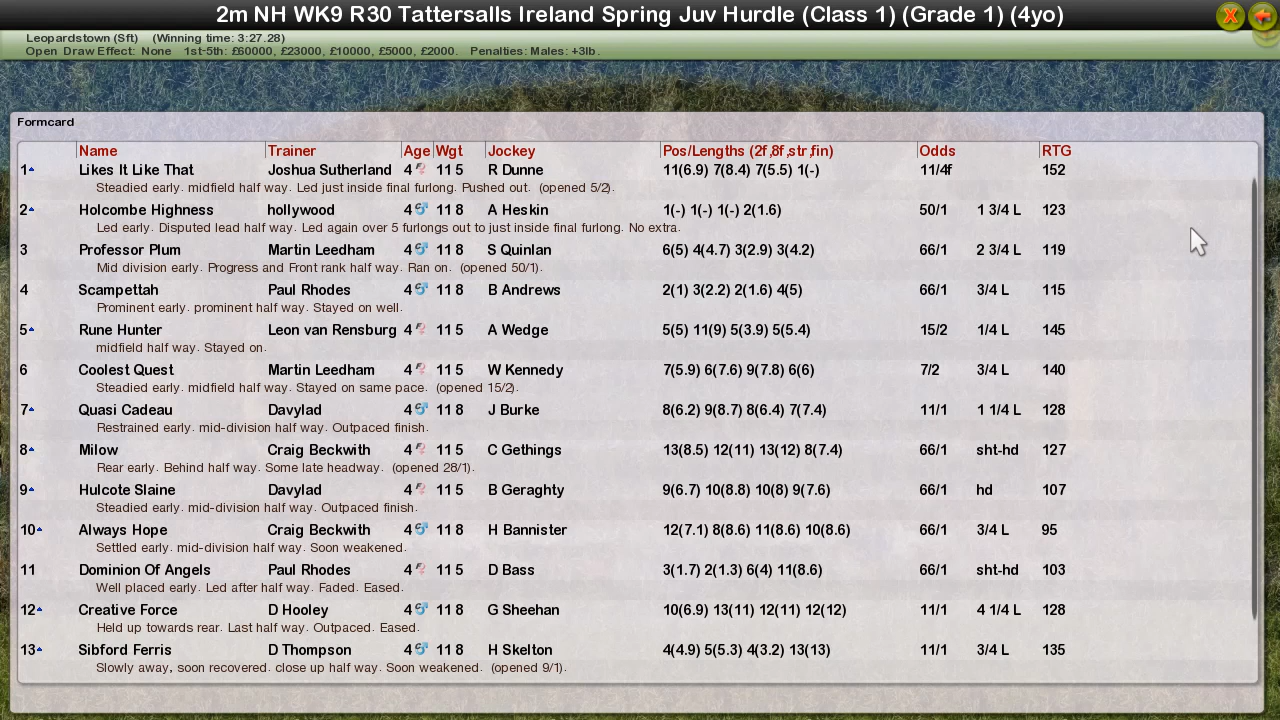 2m NH WK9 R30 Tattersalls Ireland Spring Juv Hurdle (Class 1) (Grade 1) (4yo)
Leopardstown (Sft) (Winning time: 3:27.28)
Open Draw Effect: None 1st-5th: £60000, £23000, £10000, £5000, £2000. Penalties: Males: +3lb.
Formcard
Name Trainer Age Wgt Jockey Pos/Lengths (2f,8f,str,fin) Odds RTG
1 Likes It Like That Joshua Sutherland 4 11 5 R Dunne 11(6.9) 7(8.4) 7(5.5) 1(-) 11/4f 152
Steadied early. midfield half way. Led just inside final furlong. Pushed out. (opened 5/2).
2 Holcombe Highness hollywood 4 11 8 A Heskin 1(-) 1(-) 1(-) 2(1.6) 50/1 1 3/4 L 123
Led early. Disputed lead half way. Led again over 5 furlongs out to just inside final furlong. No extra.
3 Professor Plum Martin Leedham 4 11 8 S Quinlan 6(5) 4(4.7) 3(2.9) 3(4.2) 66/1 2 3/4 L 119
Mid division early. Progress and Front rank half way. Ran on. (opened 50/1).
4 Scampettah Paul Rhodes 4 11 8 B Andrews 2(1) 3(2.2) 2(1.6) 4(5) 66/1 3/4 L 115
Prominent early. prominent half way. Stayed on well.
5 Rune Hunter Leon van Rensburg 4 11 5 A Wedge 5(5) 11(9) 5(3.9) 5(5.4) 15/2 1/4 L 145
midfield half way. Stayed on.
6 Coolest Quest Martin Leedham 4 11 5 W Kennedy 7(5.9) 6(7.6) 9(7.8) 6(6) 7/2 3/4 L 140
Steadied early. midfield half way. Stayed on same pace. (opened 15/2).
7 Quasi Cadeau Davylad 4 11 8 J Burke 8(6.2) 9(8.7) 8(6.4) 7(7.4) 11/1 1 1/4 L 128
Restrained early. mid-division half way. Outpaced finish.
8 Milow Craig Beckwith 4 11 5 C Gethings 13(8.5) 12(11) 13(12) 8(7.4) 66/1 sht-hd 127
Rear early. Behind half way. Some late headway. (opened 28/1).
9 Hulcote Slaine Davylad 4 11 5 B Geraghty 9(6.7) 10(8.8) 10(8) 9(7.6) 66/1 hd 107
Steadied early. mid-division half way. Outpaced finish.
10 Always Hope Craig Beckwith 4 11 8 H Bannister 12(7.1) 8(8.6) 11(8.6) 10(8.6) 66/1 3/4 L 95
Settled early. mid-division half way. Soon weakened.
11 Dominion Of Angels Paul Rhodes 4 11 5 D Bass 3(1.7) 2(1.3) 6(4) 11(8.6) 66/1 sht-hd 103
Well placed early. Led after half way. Faded. Eased.
12 Creative Force D Hooley 4 11 8 G Sheehan 10(6.9) 13(11) 12(11) 12(12) 11/1 4 1/4 L 128
Held up towards rear. Last half way. Outpaced. Eased.
13 Sibford Ferris D Thompson 4 11 8 H Skelton 4(4.9) 5(5.3) 4(3.2) 13(13) 11/1 3/4 L 135
Slowly away, soon recovered. close up half way. Soon weakened. (opened 9/1).